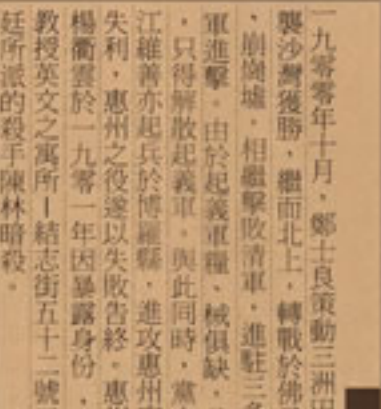 一九零零年十月，鄭士良策動三洲田
襲沙灣獲勝，繼而北上，轉戰於佛
，崩崗墟，相繼擊敗清軍，進駐三
軍進擊。由於起義軍糧、械俱缺，
，只得解散起義軍。與此同時，黨
江維善亦起兵於博羅縣，進攻惠州
失利，惠州之役遂以失敗告終。惠
楊衢雲於一九零一年因暴露身份，
教授英文之寓所—結志街五十二號
廷所派的殺手陳林暗殺。